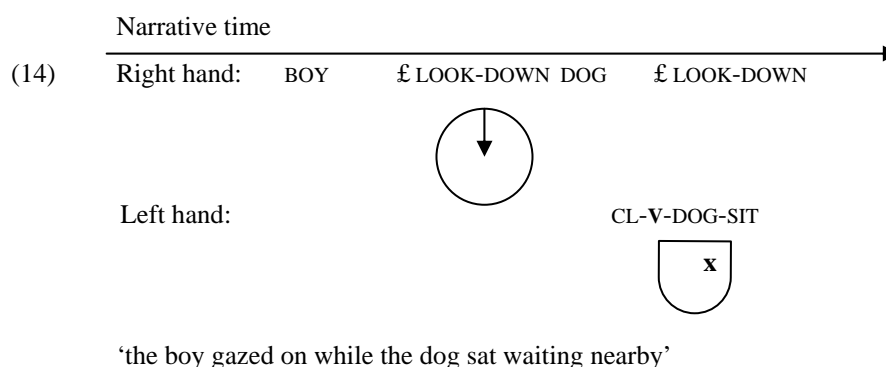 Narrative time
(14) Right hand: BOY £ LOOK-DOWN DOG £ LOOK-DOWN
Left hand: CL-V-DOG-SIT
x
‘the boy gazed on while the dog sat waiting nearby’